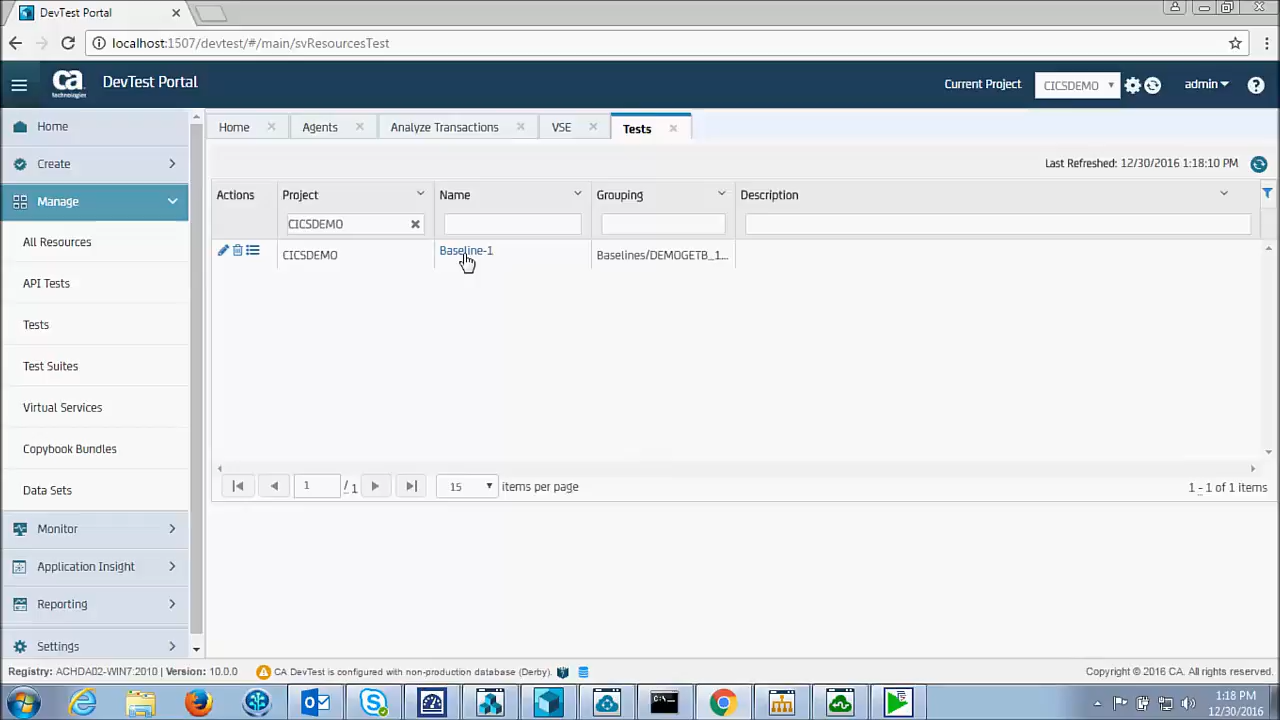 DevTest Portal
localhost:1507/devtest/#/main/svResourcesTest
ca technologies DevTest Portal Current Project CICSDEMO admin
Home
Create
Manage
All Resources
API Tests
Tests
Test Suites
Virtual Services
Copybook Bundles
Data Sets
Monitor
Application Insight
Reporting
Settings
Home Agents Analyze Transactions VSE Tests
Last Refreshed: 12/30/2016 1:18:10 PM
Actions Project Name Grouping Description
CICSDEMO
CICSDEMO Baseline-1 Baselines/DEMOGETB_1...
1 / 1 15 items per page 1 - 1 of 1 items
Registry: ACHDA02-WIN7:2010 | Version: 10.0.0 CA DevTest is configured with non-production database (Derby). Copyright © 2016 CA. All rights reserved.
1:18 PM
12/30/2016